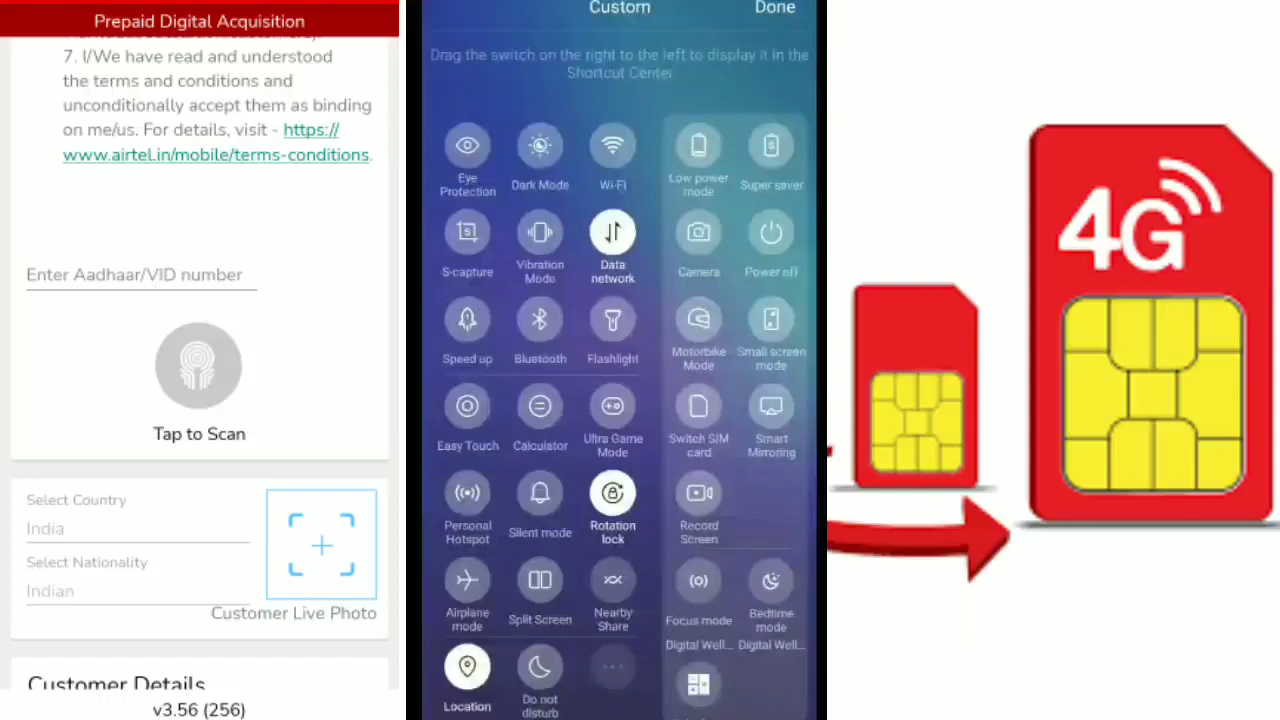 Prepaid Digital Acquisition
7. I/We have read and understood
the terms and conditions and
unconditionally accept them as binding
on me/us. For details, visit - https://
www.airtel.in/mobile/terms-conditions.
Enter Aadhaar/VID number
Tap to Scan
Select Country
India
Select Nationality
Indian
Customer Live Photo
Customer Details
v3.56 (256)
Custom
Done
Drag the switch on the right to the left to display it in the
Shortcut Center
Eye
Protection
Dark Mode
Wi-Fi
Low power
mode
Super saver
S-capture
Vibration
Mode
Data
network
Camera
Power off
Speed up
Bluetooth
Flashlight
Motorbike
Mode
Small screen
mode
Easy Touch
Calculator
Ultra Game
Mode
Switch SIM
card
Smart
Mirroring
Personal
Hotspot
Silent mode
Rotation
lock
Record
Screen
Airplane
mode
Split Screen
Nearby
Share
Focus mode
Digital Well...
Bedtime
mode
Digital Well...
Location
Do not
disturb
4G